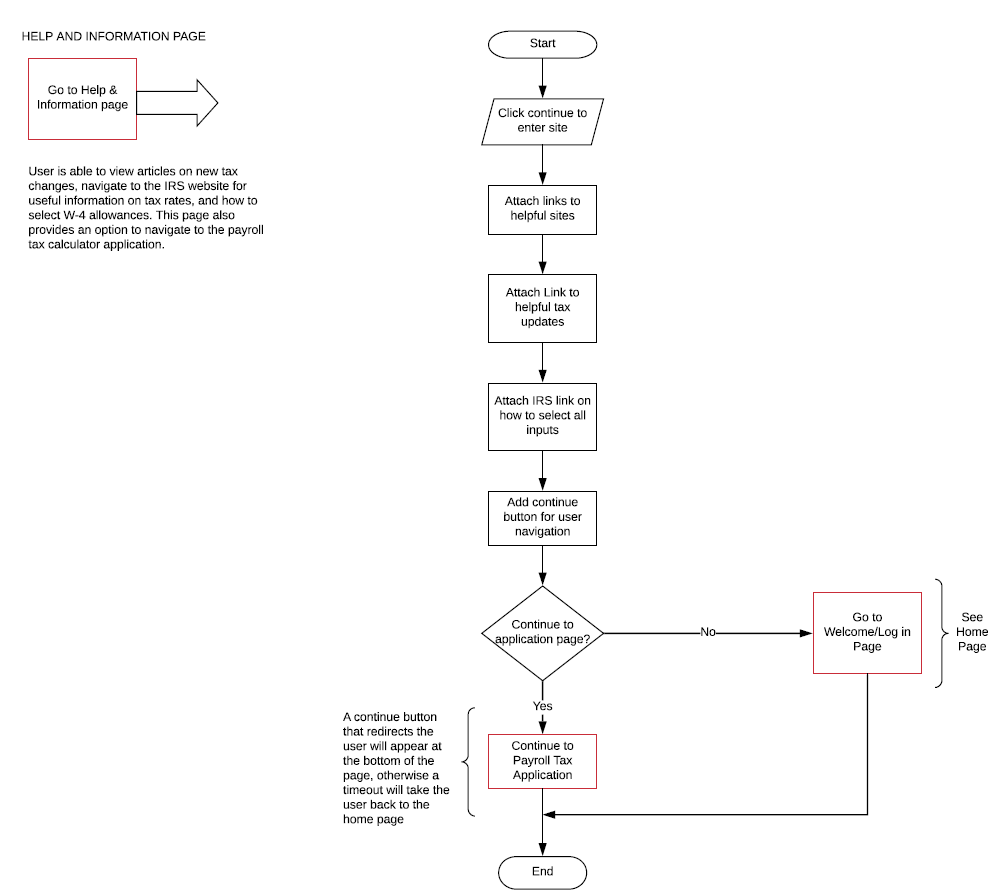 HELP AND INFORMATION PAGE
Go to Help &
Information page
User is able to view articles on new tax
changes, navigate to the IRS website for
useful information on tax rates, and how to
select W-4 allowances. This page also
provides an option to navigate to the payroll
tax calculator application.
Start
Click continue to
enter site
Attach links to
helpful sites
Attach Link to
helpful tax
updates
Attach IRS link on
how to select all
inputs
Add continue
button for user
navigation
Continue to
application page?
No
Go to
Welcome/Log in
Page
See
Home
Page
Yes
A continue button
that redirects the
user will appear at
the bottom of the
page, otherwise a
timeout will take the
user back to the
home page
Continue to
Payroll Tax
Application
End